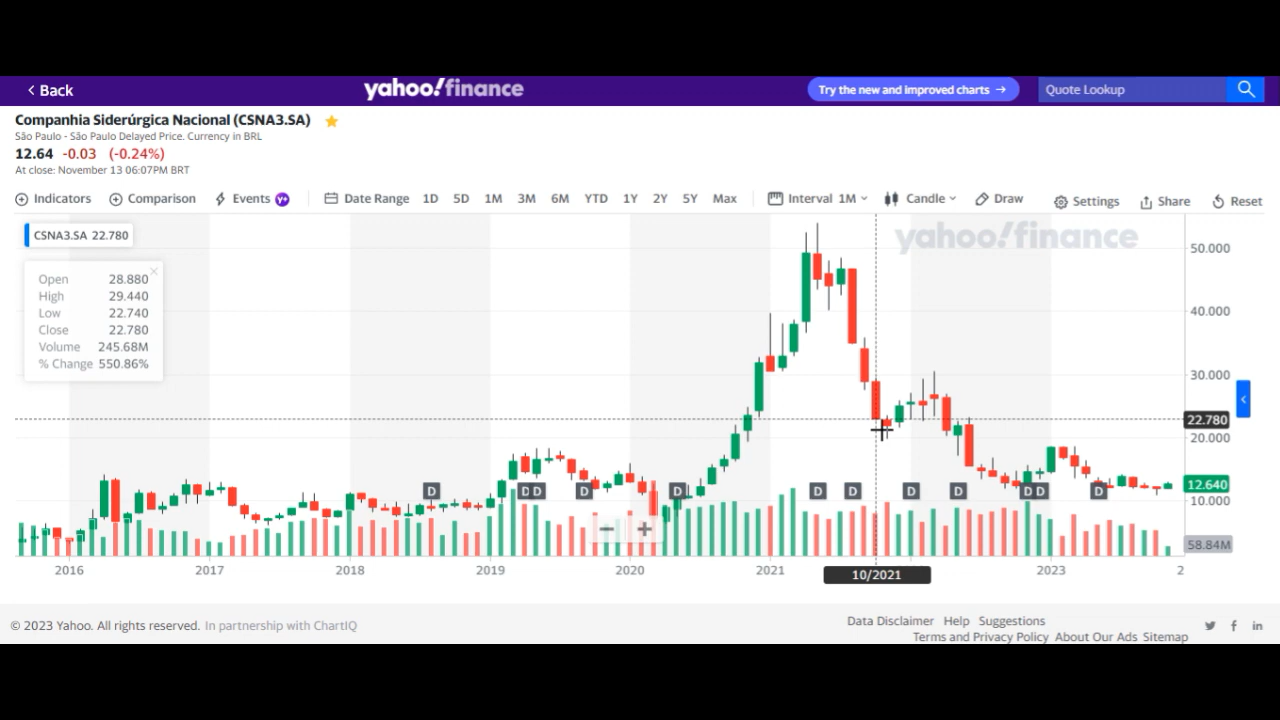 Back
yahoo!finance
Try the new and improved charts →
Quote Lookup
Companhia Siderúrgica Nacional (CSNA3.SA)
São Paulo - São Paulo Delayed Price. Currency in BRL
12.64 -0.03 (-0.24%)
At close: November 13 06:07PM BRT
Indicators Comparison Events Y+ Date Range 1D 5D 1M 3M 6M YTD 1Y 2Y 5Y Max Interval 1M Candle Draw Settings Share Reset
CSNA3.SA 22.780
yahoo!finance
Open 28.880
High 29.440
Low 22.740
Close 22.780
Volume 245.68M
% Change 550.86%
50.000
40.000
30.000
22.780
20.000
12.640
10.000
58.84M
D D D D D D D D D D D D
2016 2017 2018 2019 2020 2021 10/2021 2023 2
© 2023 Yahoo. All rights reserved. In partnership with ChartIQ
Data Disclaimer Help Suggestions
Terms and Privacy Policy About Our Ads Sitemap